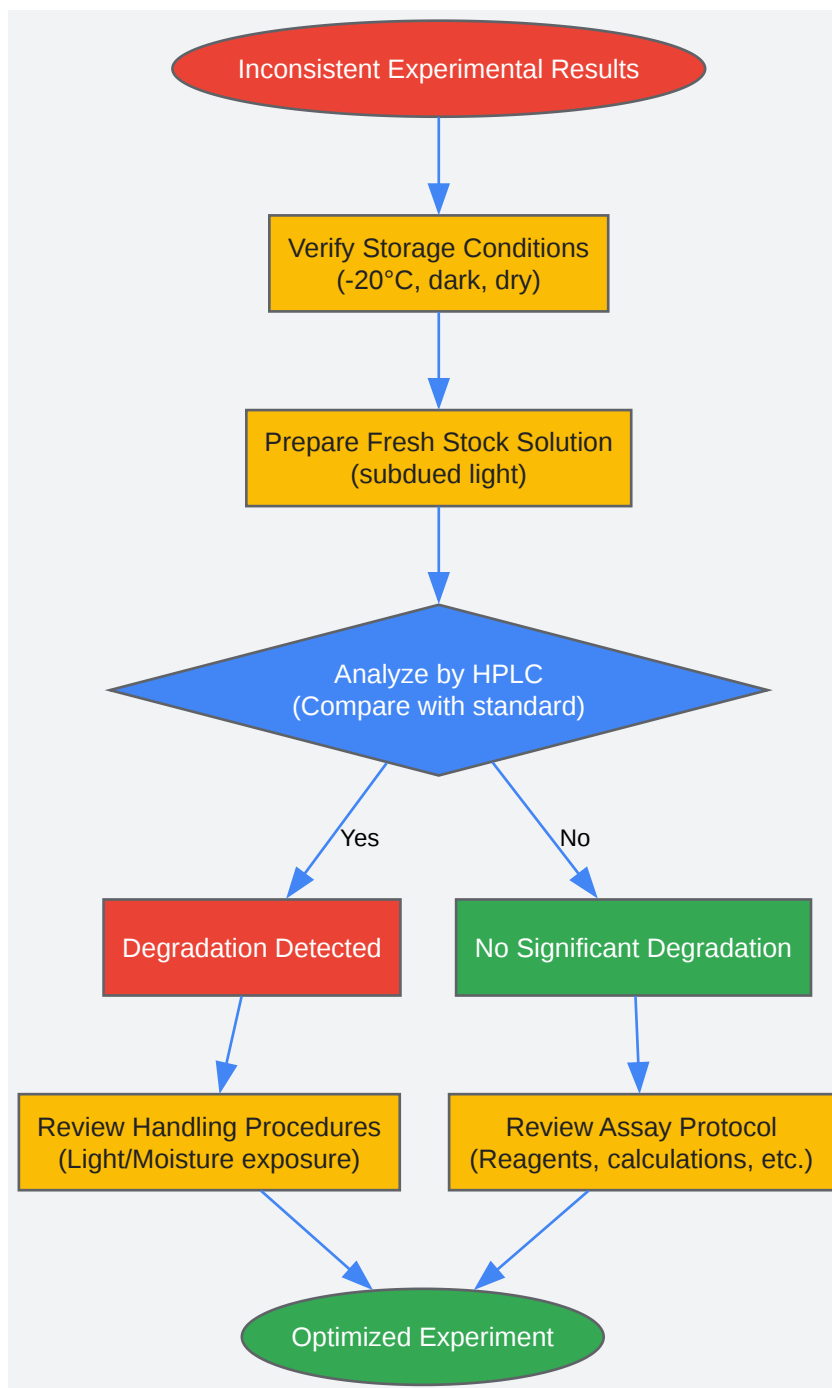 Inconsistent Experimental Results
Verify Storage Conditions
(-20°C, dark, dry)
Prepare Fresh Stock Solution
(subdued light)
Analyze by HPLC
(Compare with standard)
Yes
No
Degradation Detected
No Significant Degradation
Review Handling Procedures
(Light/Moisture exposure)
Review Assay Protocol
(Reagents, calculations, etc.)
Optimized Experiment